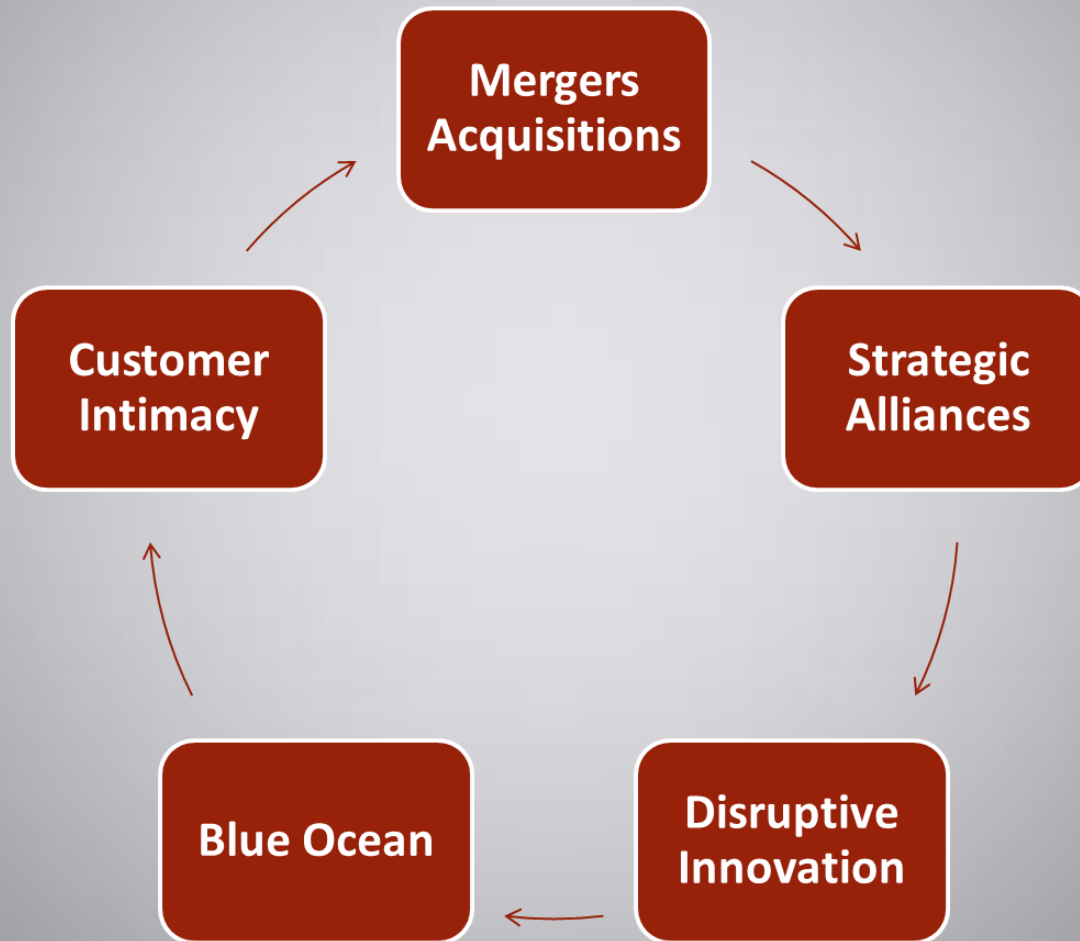 Mergers
Acquisitions
Strategic
Alliances
Disruptive
Innovation
Blue Ocean
Customer
Intimacy